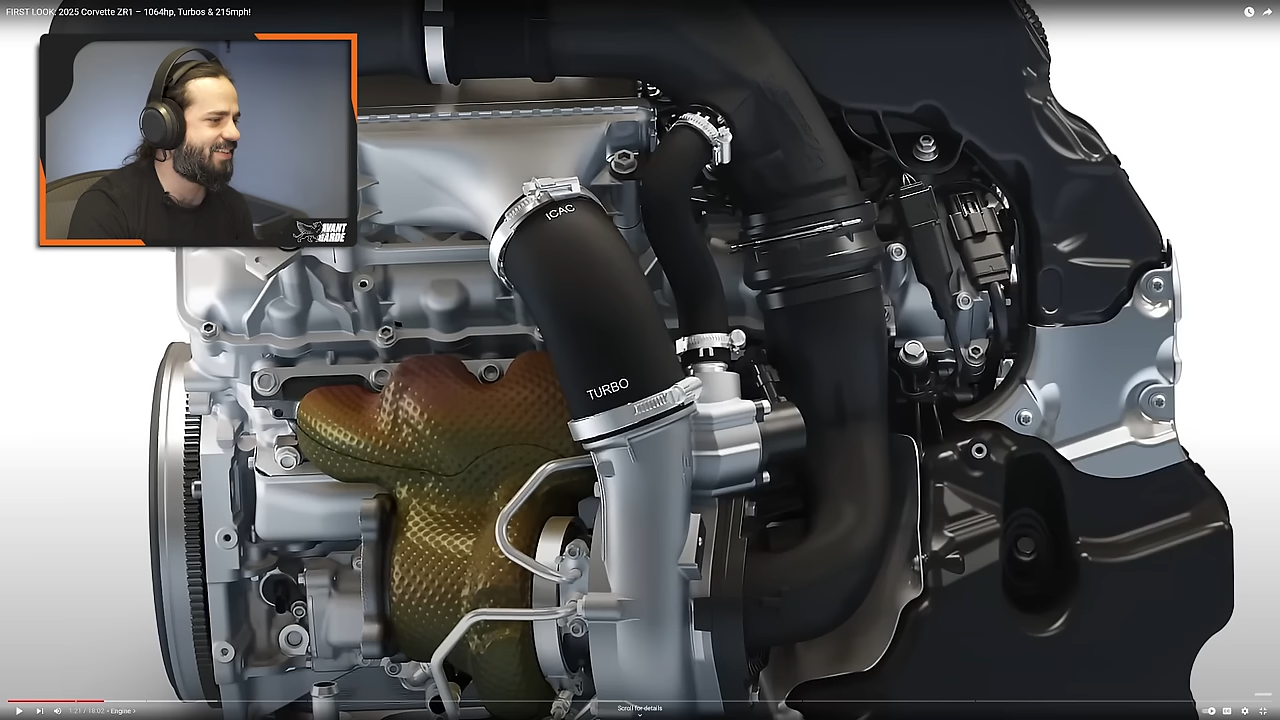 FIRST LOOK: 2025 Corvette ZR1 – 1064hp, Turbos & 215mph!
AVANT
GARDE
ICAC
TURBO
1:21 / 18:02 • Engine ›
Scroll for details